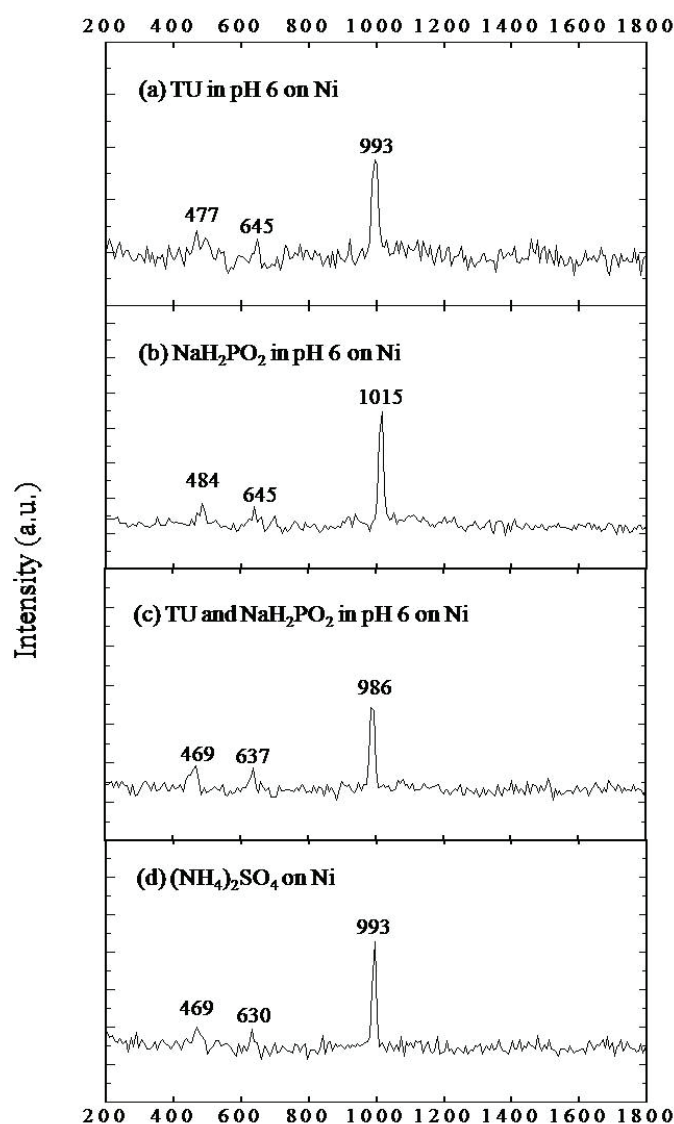 200 400 600 800 1000 1200 1400 1600 1800
(a) TU in pH 6 on Ni
993
477
645
(b) NaH₂PO₂ in pH 6 on Ni
1015
484
645
Intensity (a.u.)
(c) TU and NaH₂PO₂ in pH 6 on Ni
986
469
637
(d) (NH₄)₂SO₄ on Ni
993
469
630
200 400 600 800 1000 1200 1400 1600 1800